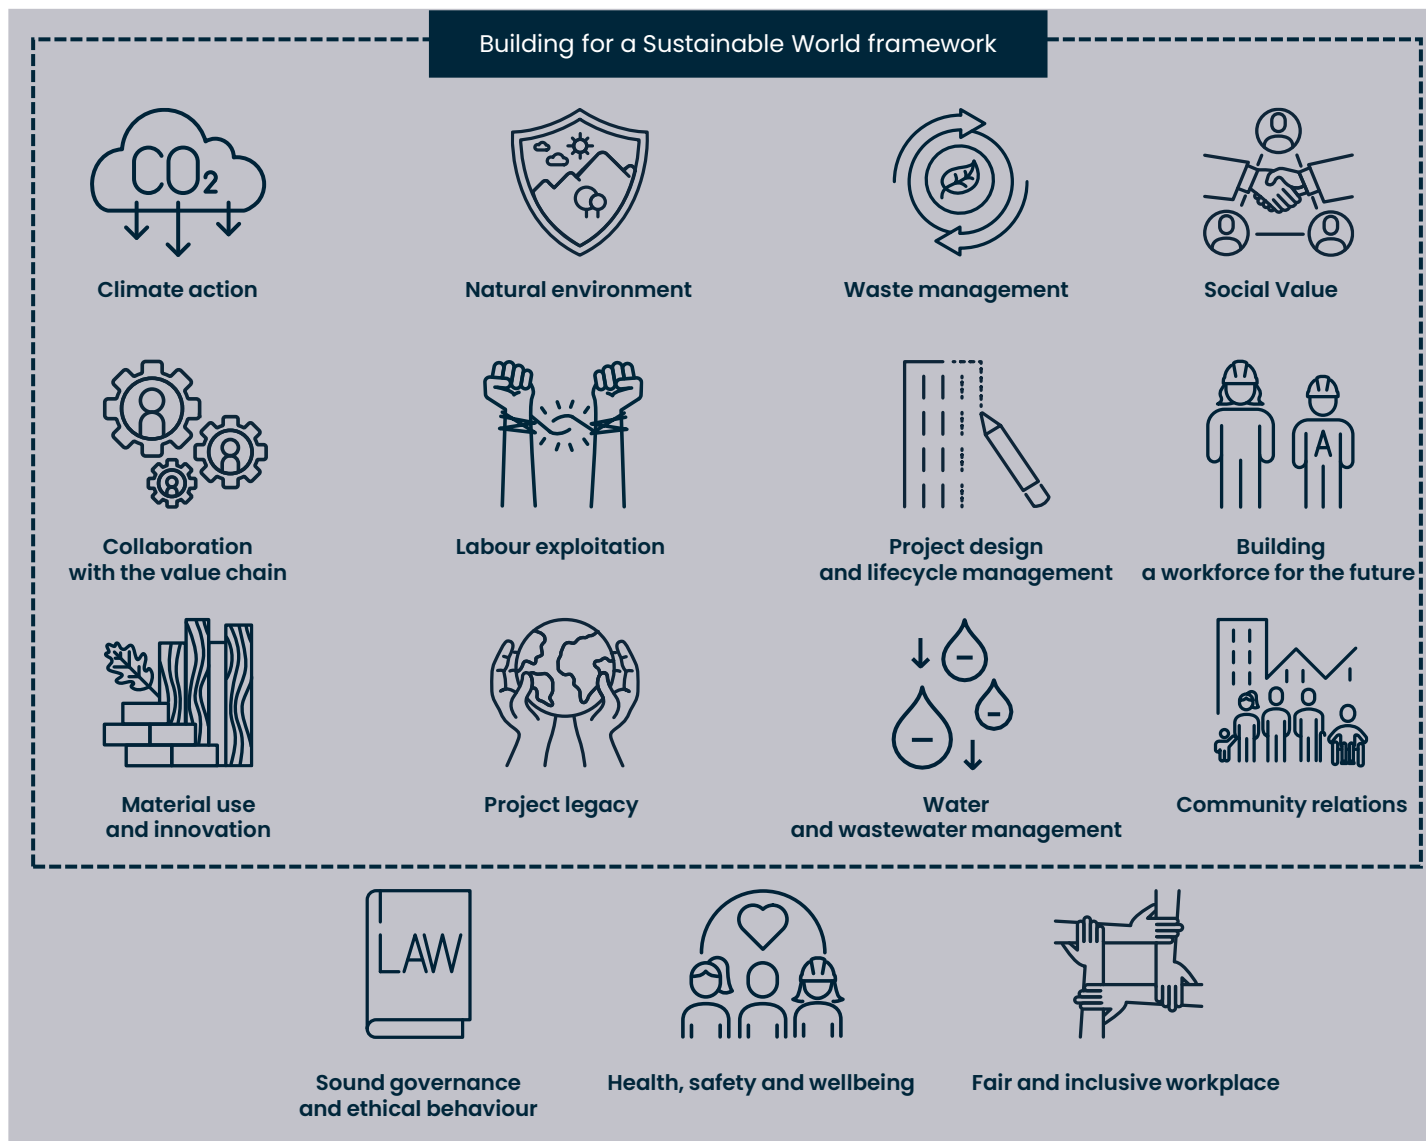 Building for a Sustainable World framework
CO2
Climate action
Natural environment
Waste management
Social Value
Collaboration
with the value chain
Labour exploitation
Project design
and lifecycle management
A
Building
a workforce for the future
Material use
and innovation
Project legacy
Water
and wastewater management
Community relations
LAW
Sound governance
and ethical behaviour
Health, safety and wellbeing
Fair and inclusive workplace